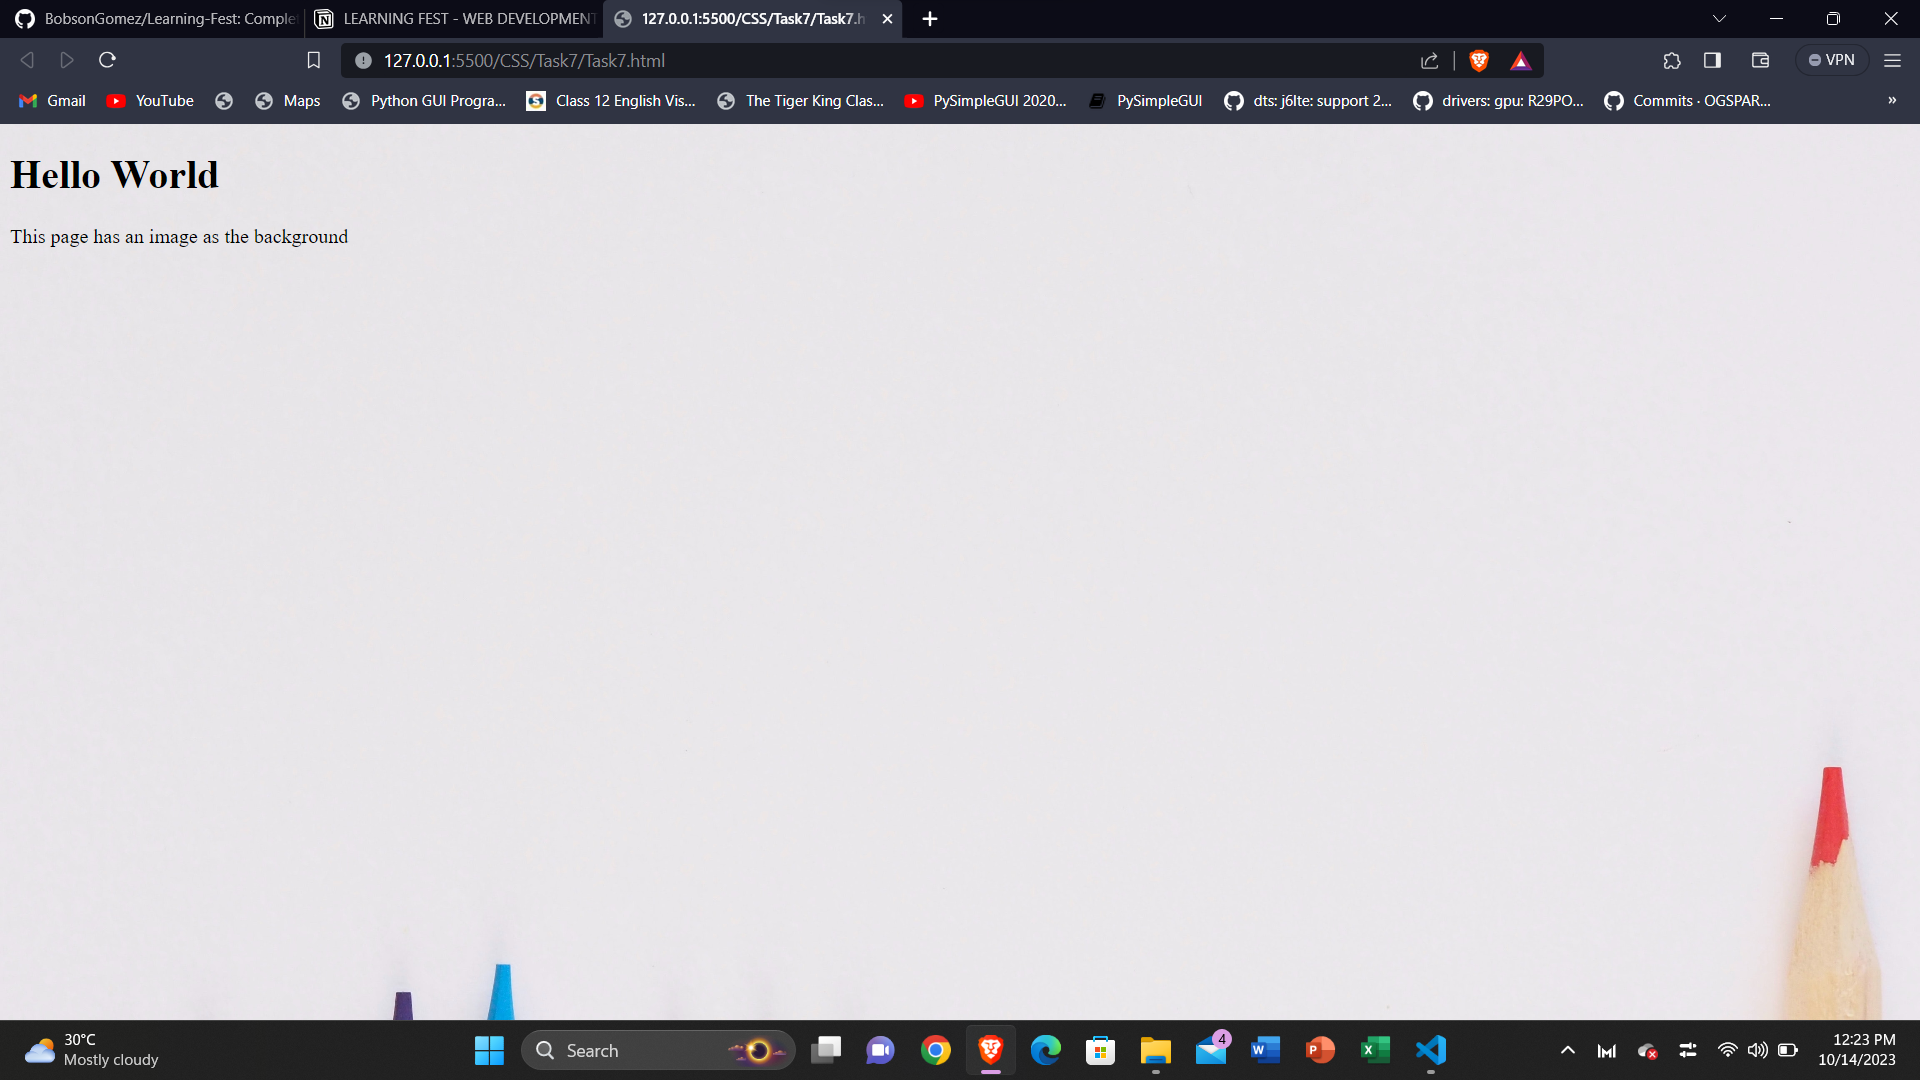 BobsonGomez/Learning-Fest: Comple
LEARNING FEST - WEB DEVELOPMENT
127.0.0.1:5500/CSS/Task7/Task7.h
127.0.0.1:5500/CSS/Task7/Task7.html
VPN
Gmail
YouTube
Maps
Python GUI Progra...
Class 12 English Vis...
The Tiger King Clas...
PySimpleGUI 2020...
PySimpleGUI
dts: j6lte: support 2...
drivers: gpu: R29PO...
Commits · OGSPAR...
»
Hello World
This page has an image as the background
30°C
Mostly cloudy
Search
4
12:23 PM
10/14/2023